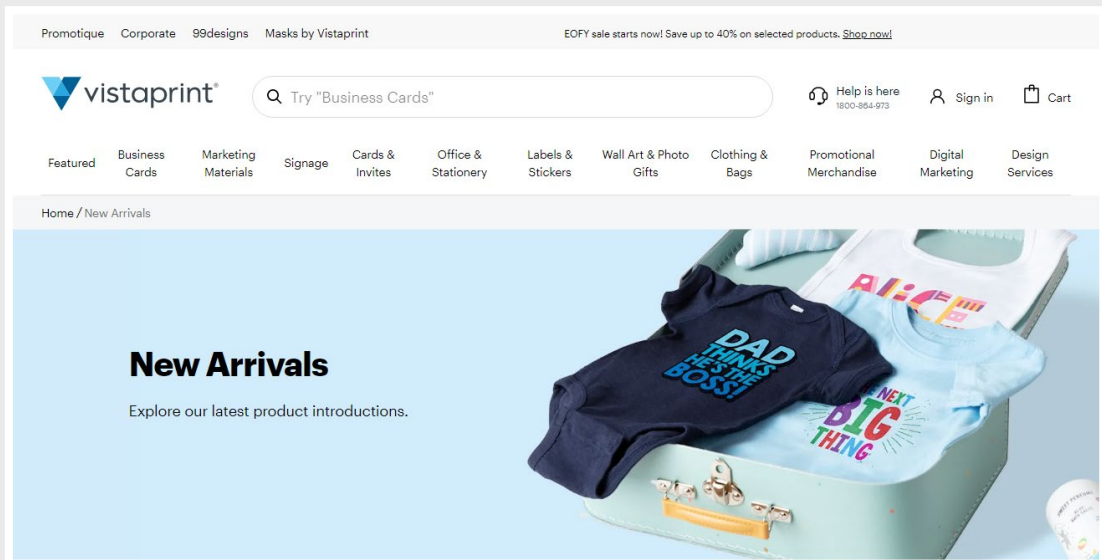 Promotique Corporate 99designs Masks by Vistaprint EOFY sale starts now! Save up to 40% on selected products. Shop now!
vistaprint®
Try "Business Cards"
Help is here
1800-864-973
Sign in
Cart
Featured
Business
Cards
Marketing
Materials
Signage
Cards &
Invites
Office &
Stationery
Labels &
Stickers
Wall Art & Photo
Gifts
Clothing &
Bags
Promotional
Merchandise
Digital
Marketing
Design
Services
Home / New Arrivals
New Arrivals
Explore our latest product introductions.
ALICE
DAD
THINKS
HE'S THE
BOSS!
NEXT
BIG
THING